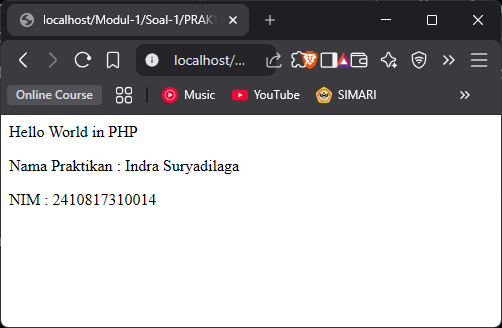 localhost/Modul-1/Soal-1/PRAK
localhost/...
Online Course
Music
YouTube
SIMARI
Hello World in PHP
Nama Praktikan : Indra Suryadilaga
NIM : 2410817310014